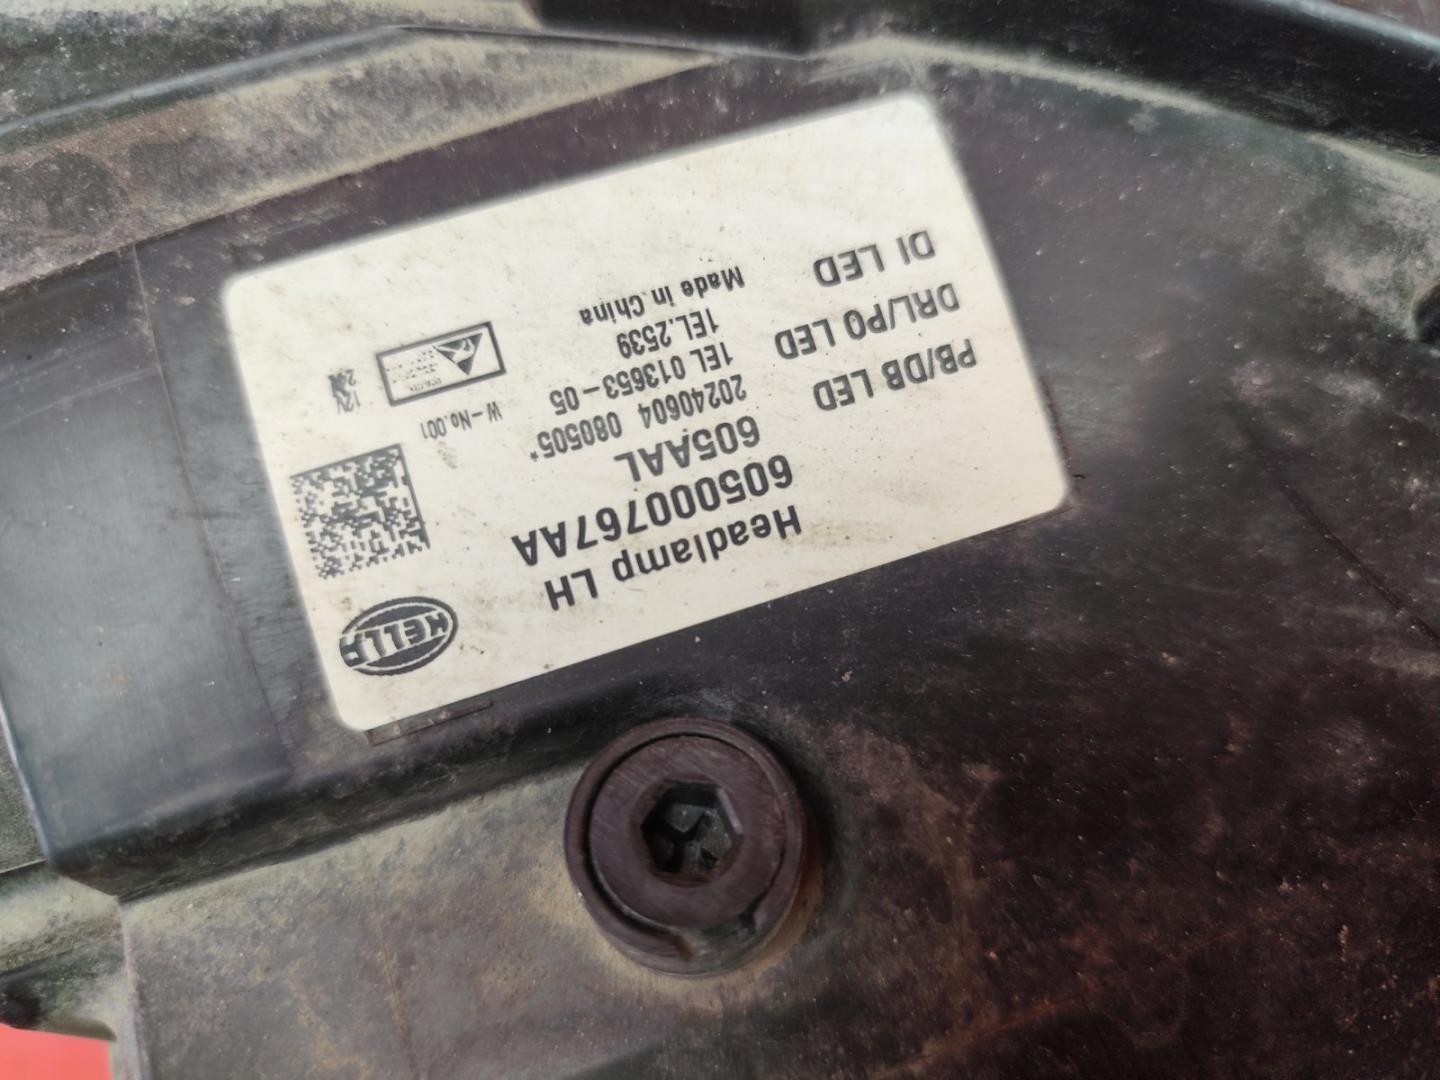 HELLA
Headlamp LH
605000767AA
605AAL
20240604 080505*
1EL 013653-05
1EL.2539
Made in China
W-No.001
12V
PB/DB LED
DRL/PO LED
DI LED